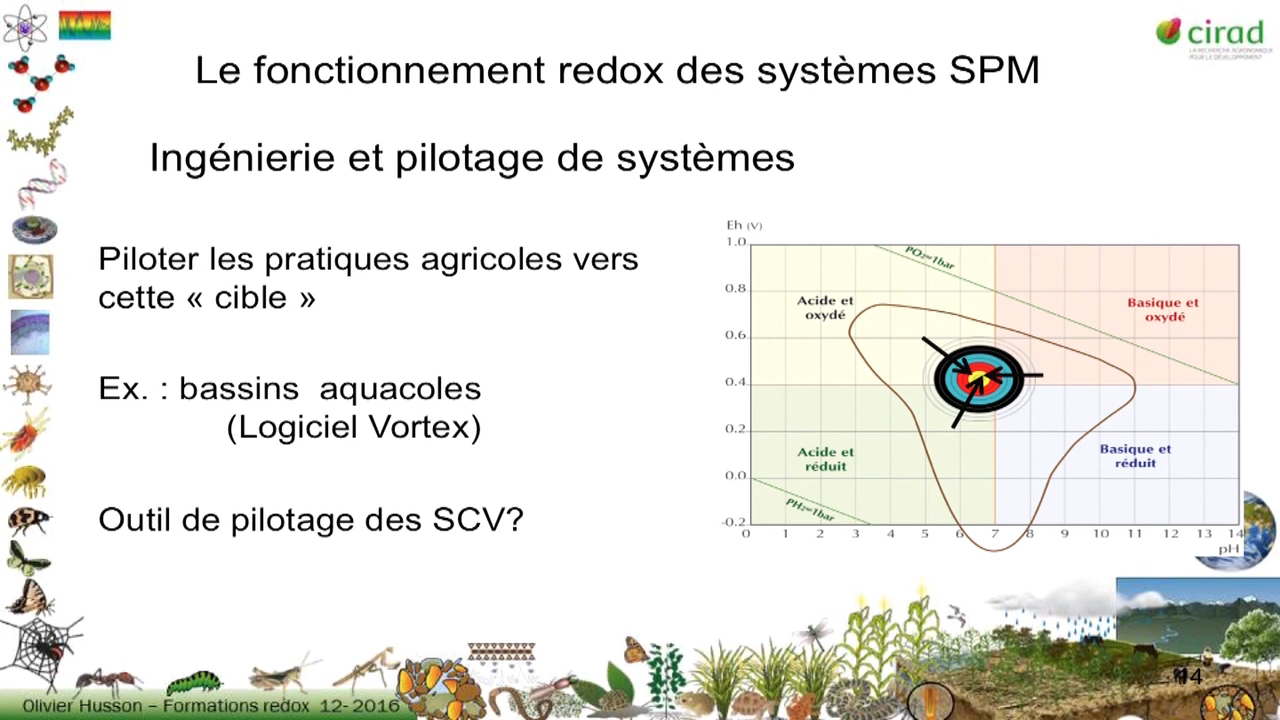 cirad
LA RECHERCHE AGRONOMIQUE
POUR LE DÉVELOPPEMENT
Le fonctionnement redox des systèmes SPM
Ingénierie et pilotage de systèmes
Piloter les pratiques agricoles vers
cette « cible »
Ex. : bassins aquacoles
(Logiciel Vortex)
Outil de pilotage des SCV?
Eh (V)
1.0
0.8
0.6
0.4
0.2
0.0
-0.2
PO2=1bar
Acide et
oxydé
Basique et
oxydé
Acide et
réduit
Basique et
réduit
PH2=1bar
0 1 2 3 4 5 6 7 8 9 10 11 12 13 14
pH
14
Olivier Husson – Formations redox 12- 2016